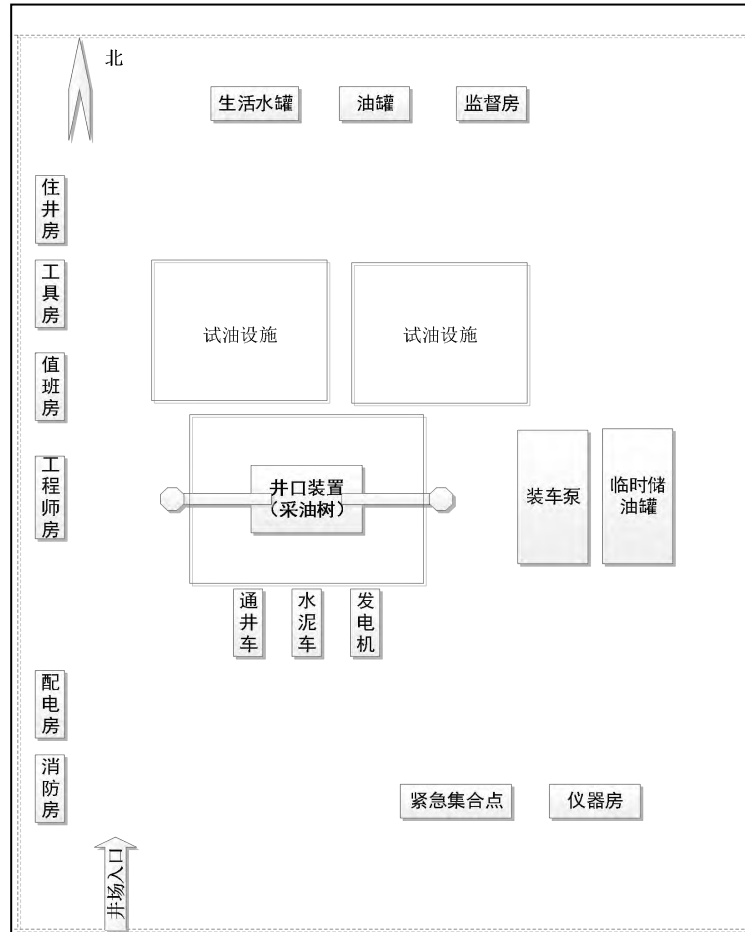 北
生活水罐
油罐
监督房
住井房
工具房
试油设施
试油设施
值班房
工程师房
井口装置
（采油树）
装车泵
临时储
油罐
通井车
水泥车
发电机
配电房
消防房
紧急集合点
仪器房
井场入口